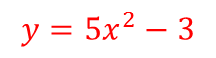 y = 5x² − 3